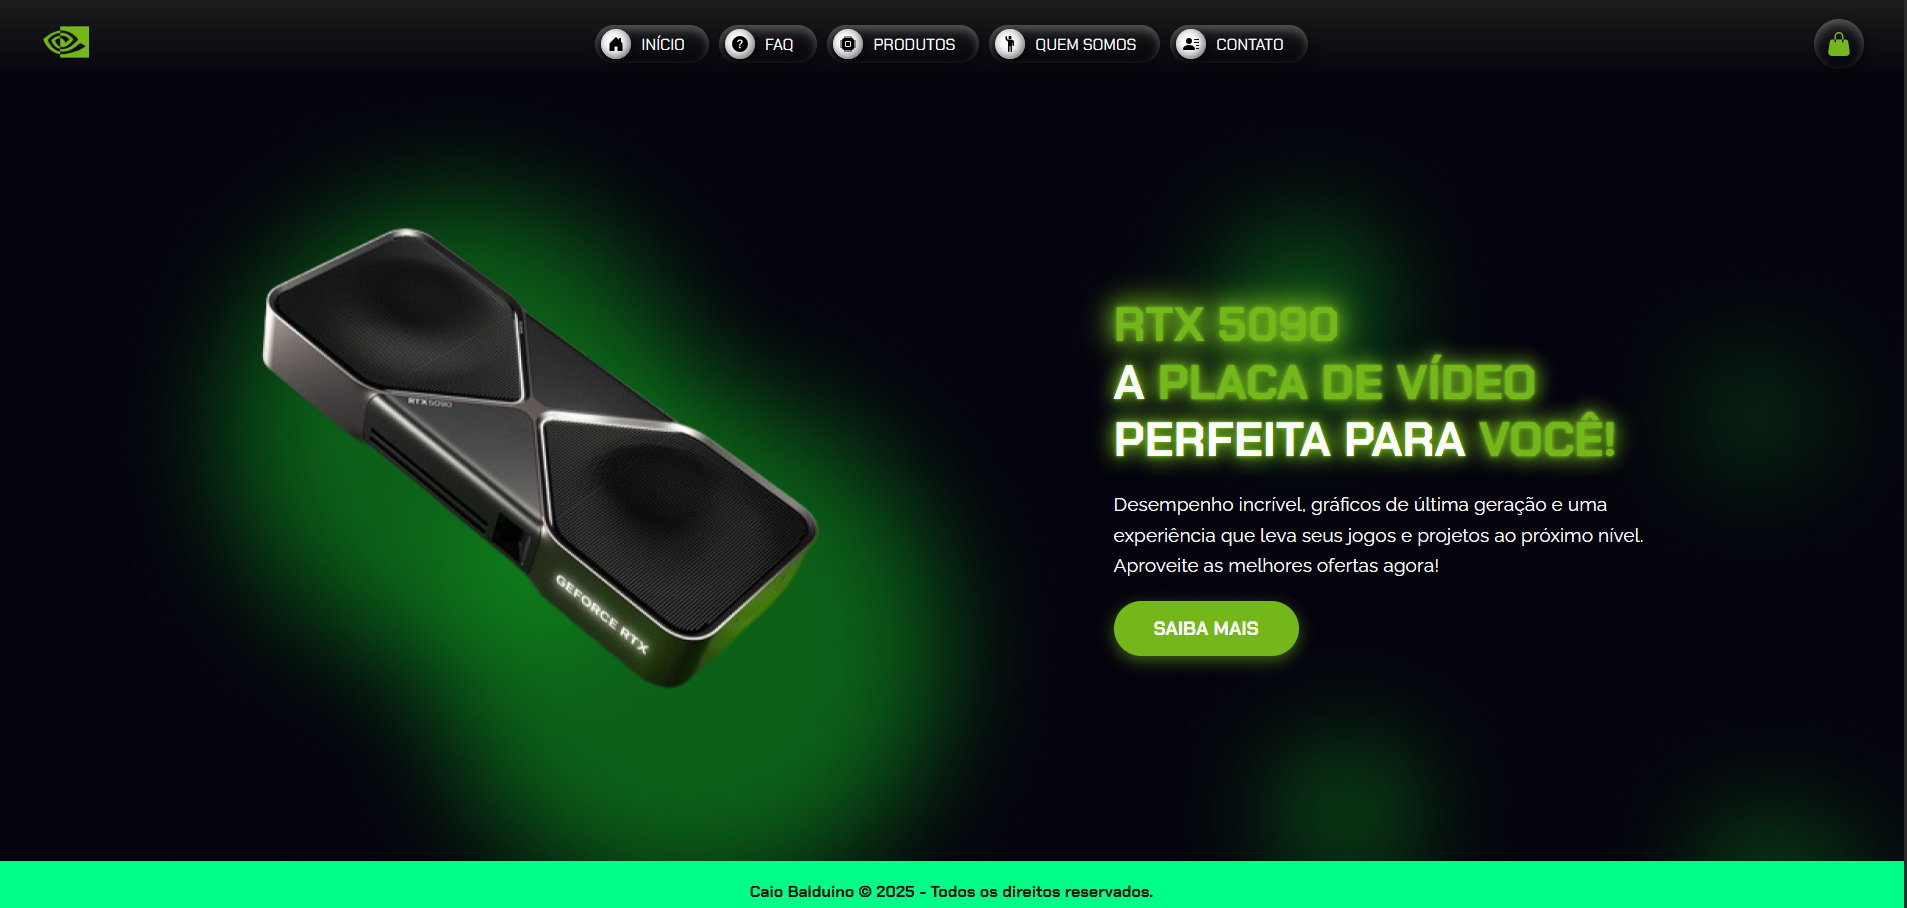 INÍCIO
FAQ
PRODUTOS
QUEM SOMOS
CONTATO
RTX5090
GEFORCE RTX
RTX 5090
A PLACA DE VÍDEO
PERFEITA PARA VOCÊ!
Desempenho incrível, gráficos de última geração e uma
experiência que leva seus jogos e projetos ao próximo nível.
Aproveite as melhores ofertas agora!
SAIBA MAIS
Caio Balduino © 2025 - Todos os direitos reservados.